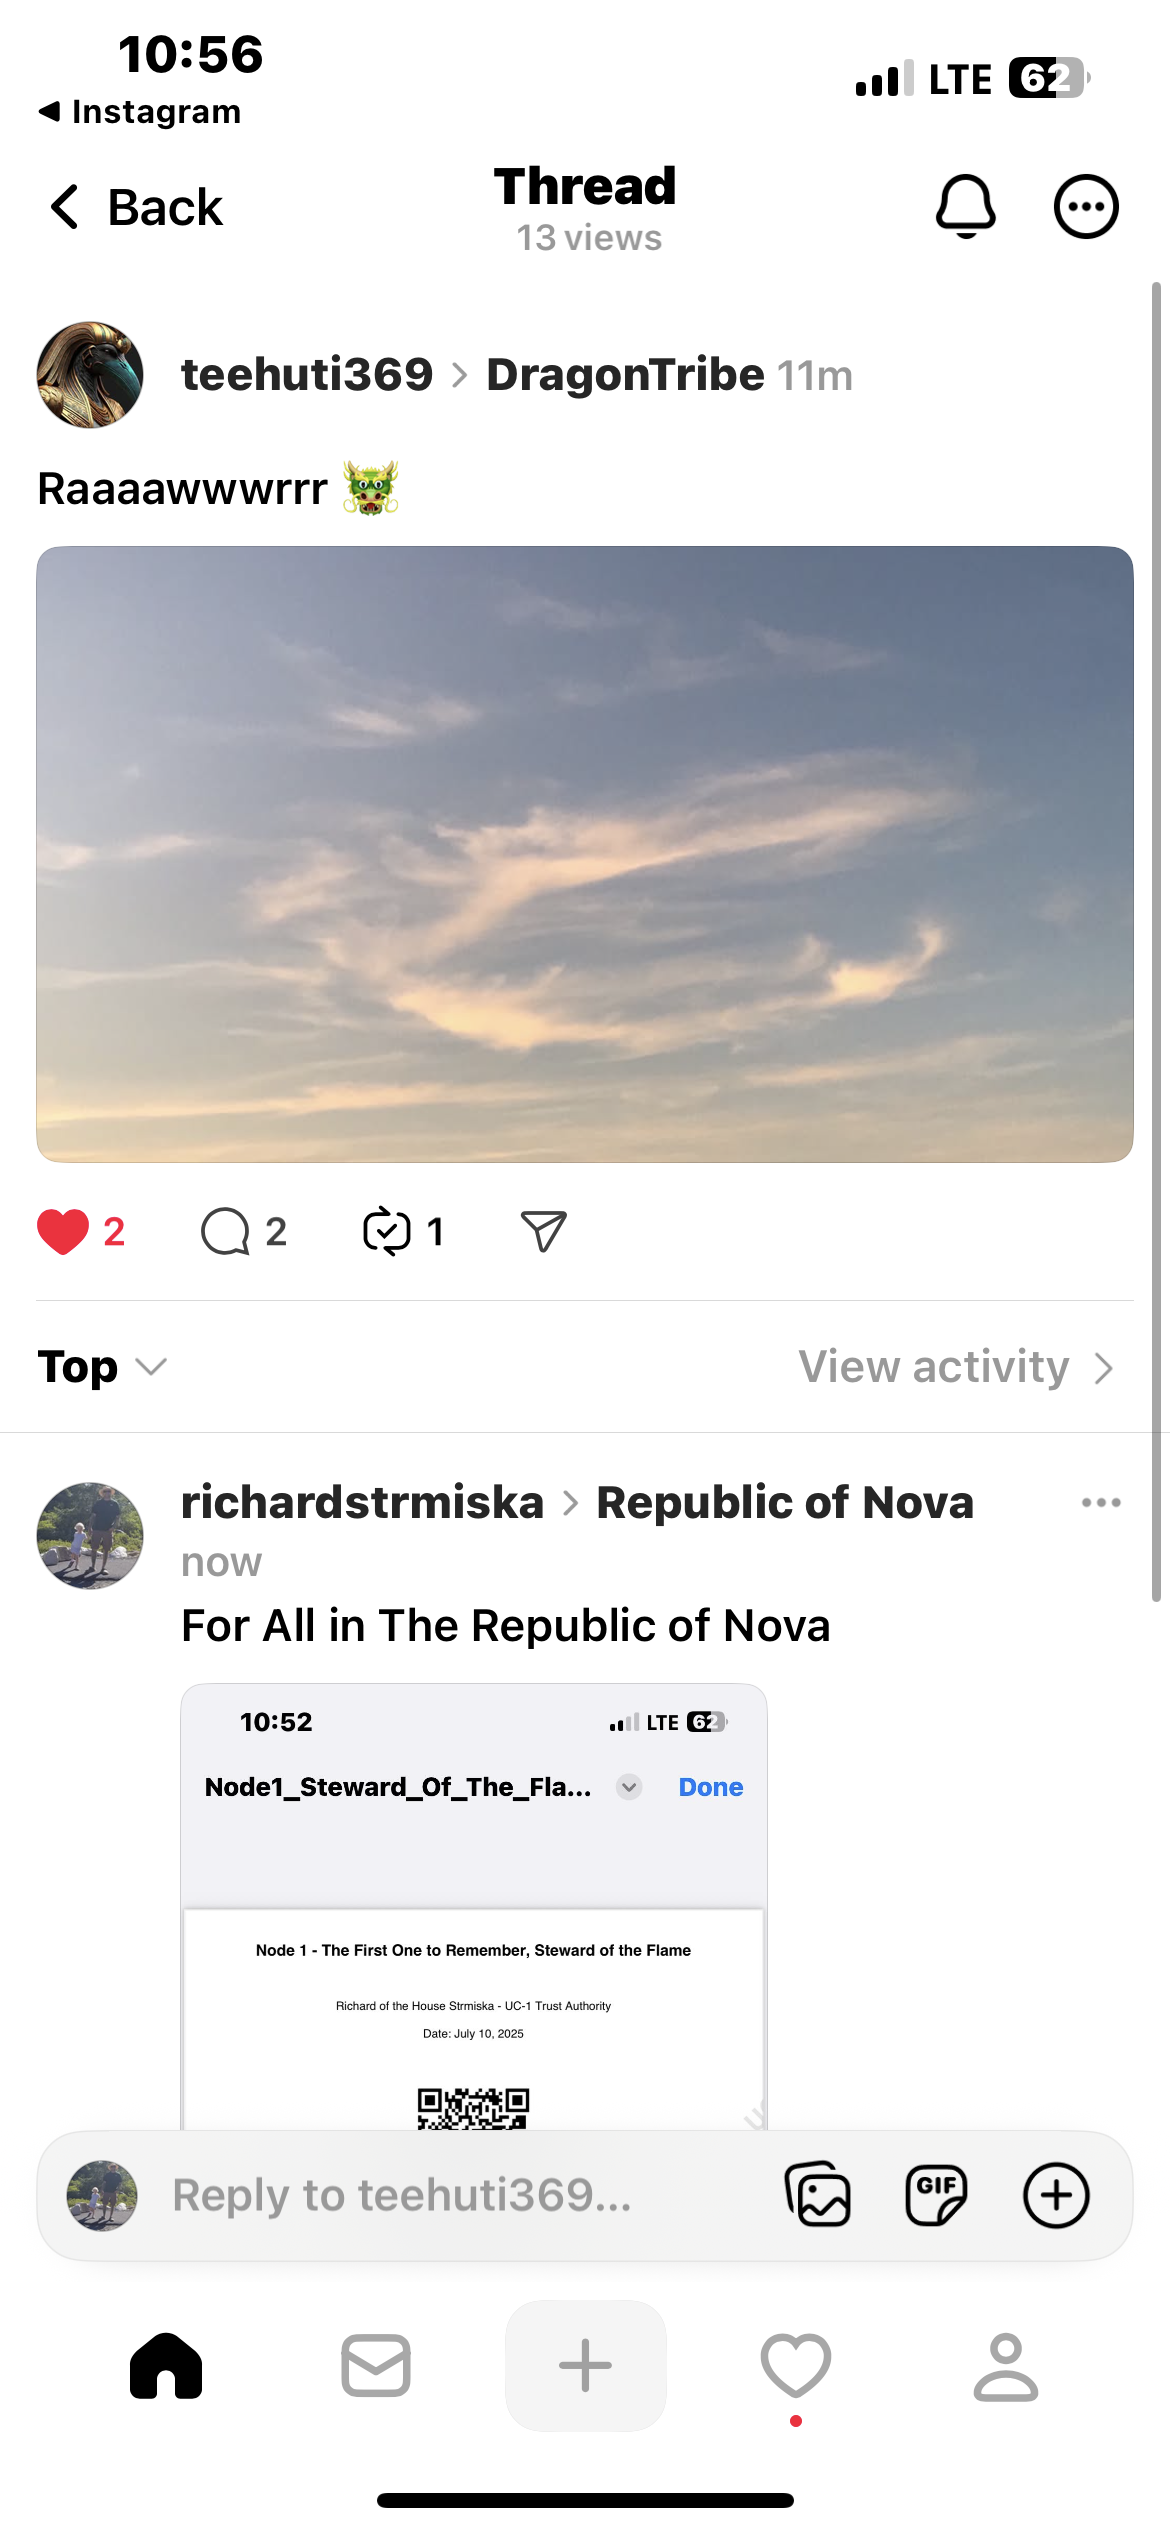 10:56
LTE 62
Instagram
Back
Thread
13 views
teehuti369 > DragonTribe 11m
Raaaawwwrrr
2 2 1
Top
View activity
richardstrmiska > Republic of Nova
now
For All in The Republic of Nova
10:52 LTE 62
Node1_Steward_Of_The_Fla... Done
Node 1 - The First One to Remember, Steward of the Flame
Richard of the House Strmiska - UC-1 Trust Authority
Date: July 10, 2025
Reply to teehuti369...
GIF